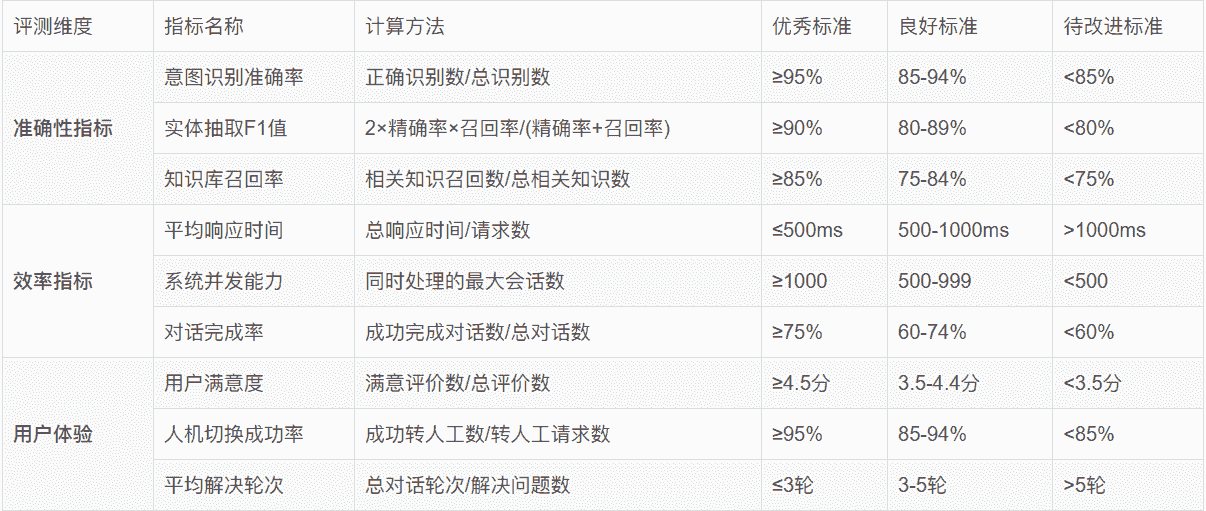 评测维度 指标名称 计算方法 优秀标准 良好标准 待改进标准
准确性指标 意图识别准确率 正确识别数/总识别数 ≥95% 85-94% <85%
实体抽取F1值 2×精确率×召回率/(精确率+召回率) ≥90% 80-89% <80%
知识库召回率 相关知识召回数/总相关知识数 ≥85% 75-84% <75%
效率指标 平均响应时间 总响应时间/请求数 ≤500ms 500-1000ms >1000ms
系统并发能力 同时处理的最大会话数 ≥1000 500-999 <500
对话完成率 成功完成对话数/总对话数 ≥75% 60-74% <60%
用户体验 用户满意度 满意评价数/总评价数 ≥4.5分 3.5-4.4分 <3.5分
人机切换成功率 成功转人工数/转人工请求数 ≥95% 85-94% <85%
平均解决轮次 总对话轮次/解决问题数 ≤3轮 3-5轮 >5轮